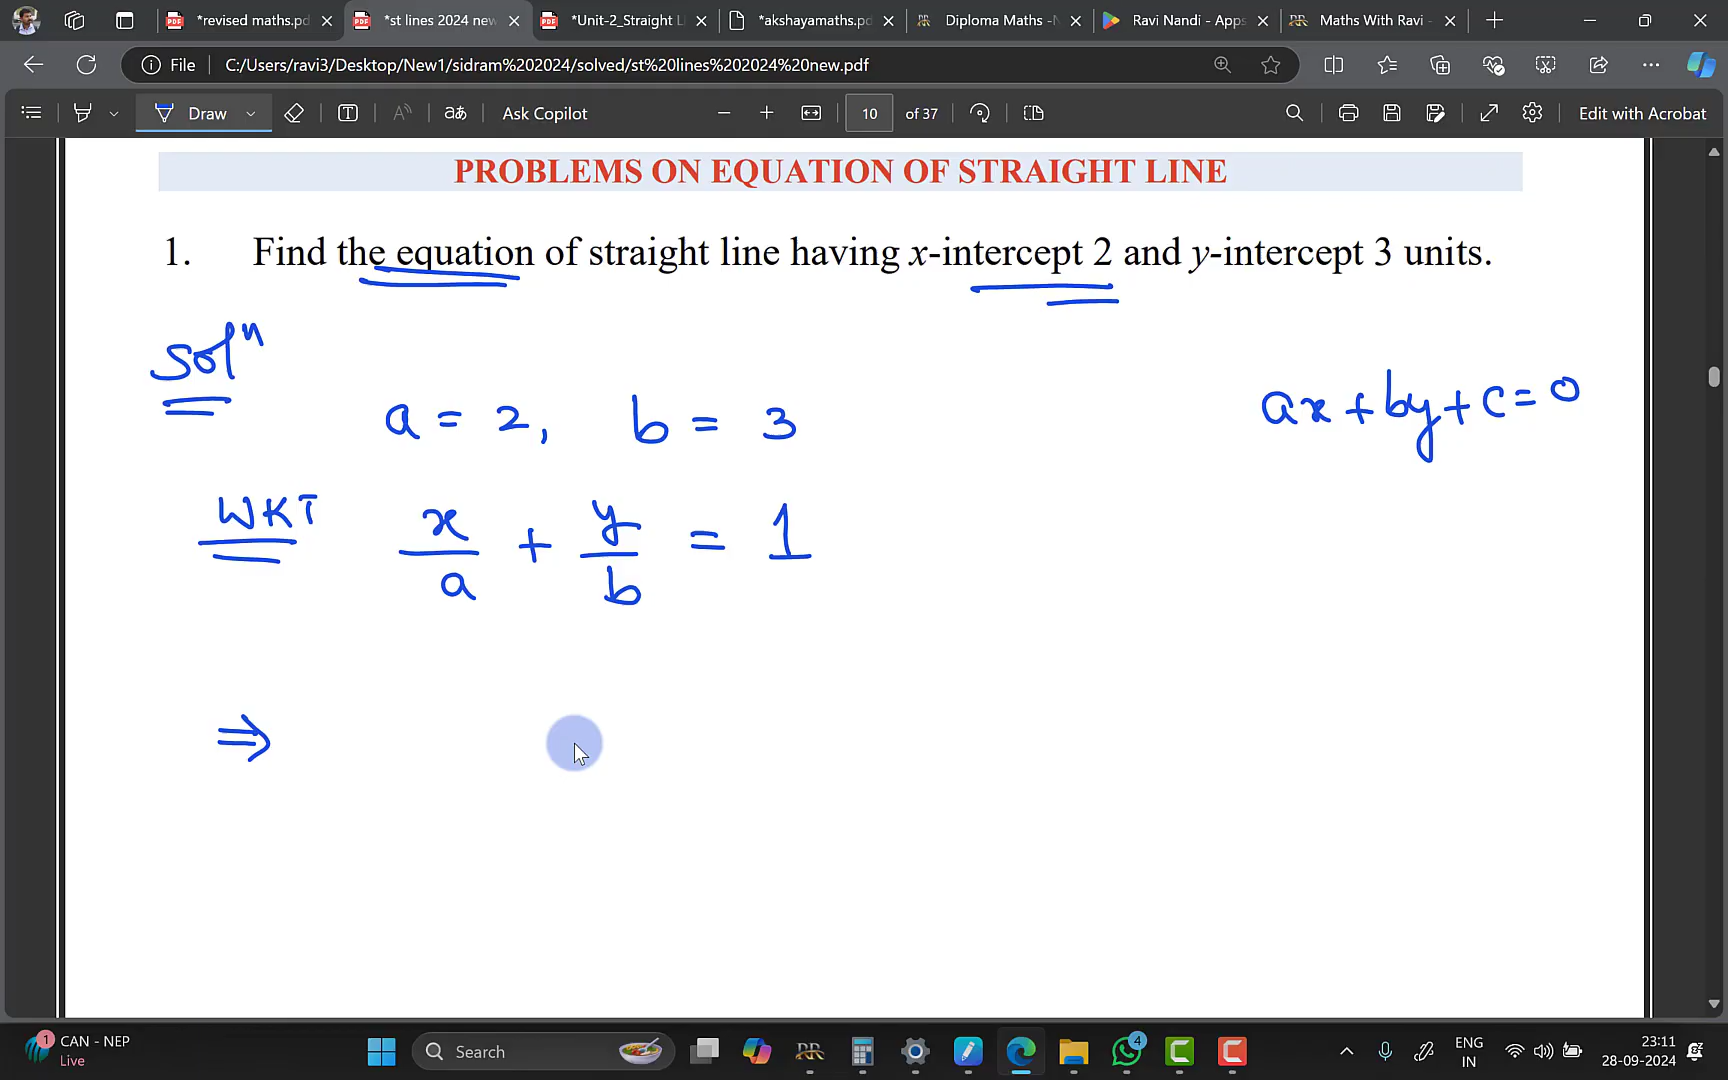 *revised maths.pd
*st lines 2024 new
*Unit-2_Straight L
*akshayamaths.pd
Diploma Maths -N
Ravi Nandi - Apps
Maths With Ravi -
File C:/Users/ravi3/Desktop/New1/sidram%202024/solved/st%20lines%202024%20new.pdf
Draw aあ Ask Copilot 10 of 37 Edit with Acrobat
PROBLEMS ON EQUATION OF STRAIGHT LINE
1. Find the equation of straight line having x-intercept 2 and y-intercept 3 units.
Solⁿ
a = 2, b = 3
ax + by + c = 0
WKT x/a + y/b = 1
⇒
1 CAN - NEP
Live
Search
4
ENG
IN
23:11
28-09-2024